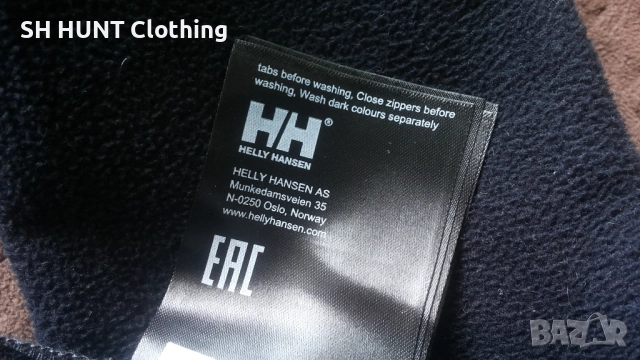 SH HUNT Clothing
tabs before washing, Close zippers before
washing, Wash dark colours separately
HH®
HELLY HANSEN
HELLY HANSEN AS
Munkedamsveien 35
N-0250 Oslo, Norway
www.hellyhansen.com
EAC
BAZAR